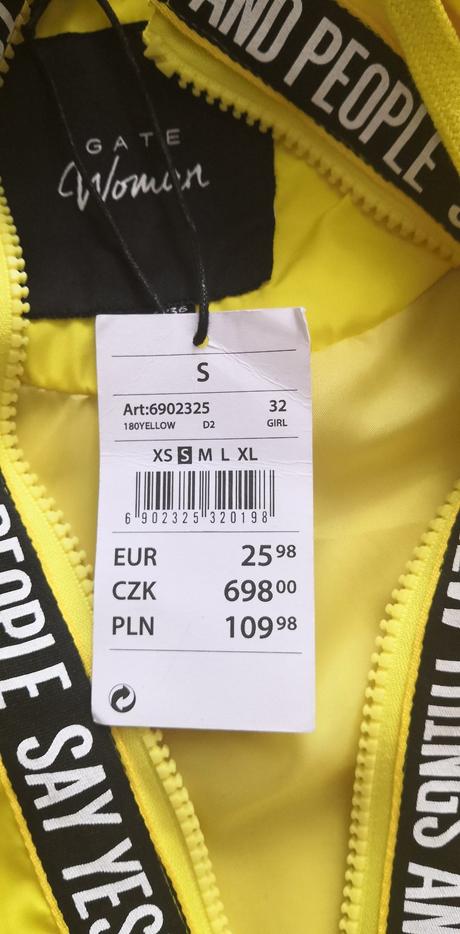 AND PEOPLE
GATE
Woman
36
S
Art:6902325 32
180YELLOW D2 GIRL
XS S M L XL
6 902325 320198
EUR 25 98
CZK 698 00
PLN 109 98
PEOPLE SAY YES
THINGS AN